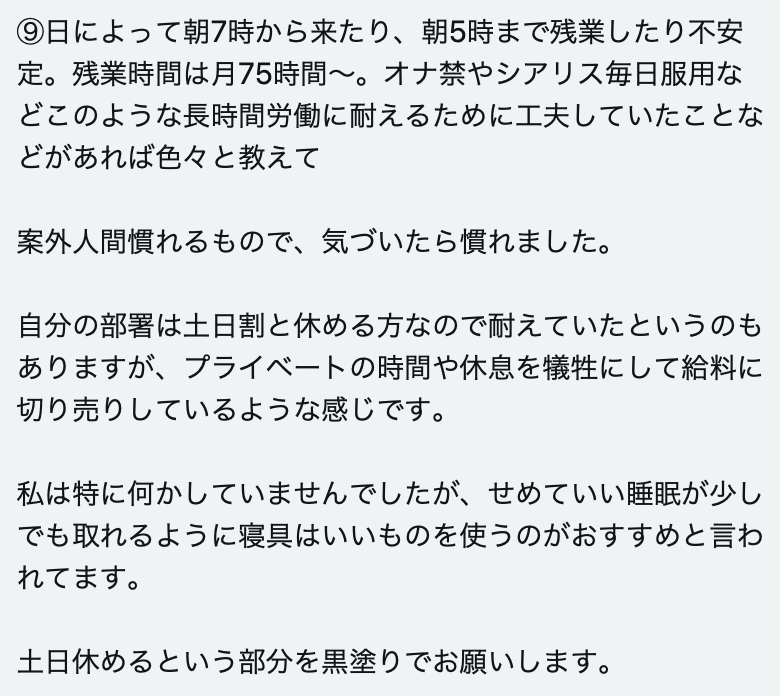 ⑨日によって朝7時から来たり、朝5時まで残業したり不安
定。残業時間は月75時間〜。オナ禁やシアリス毎日服用な
どこのような長時間労働に耐えるために工夫していたことな
どがあれば色々と教えて
案外人間慣れるもので、気づいたら慣れました。
自分の部署は土日割と休める方なので耐えていたというのも
ありますが、プライベートの時間や休息を犠牲にして給料に
切り売りしているような感じです。
私は特に何かしていませんでしたが、せめていい睡眠が少し
でも取れるように寝具はいいものを使うのがおすすめと言わ
れてます。
土日休めるという部分を黒塗りでお願いします。